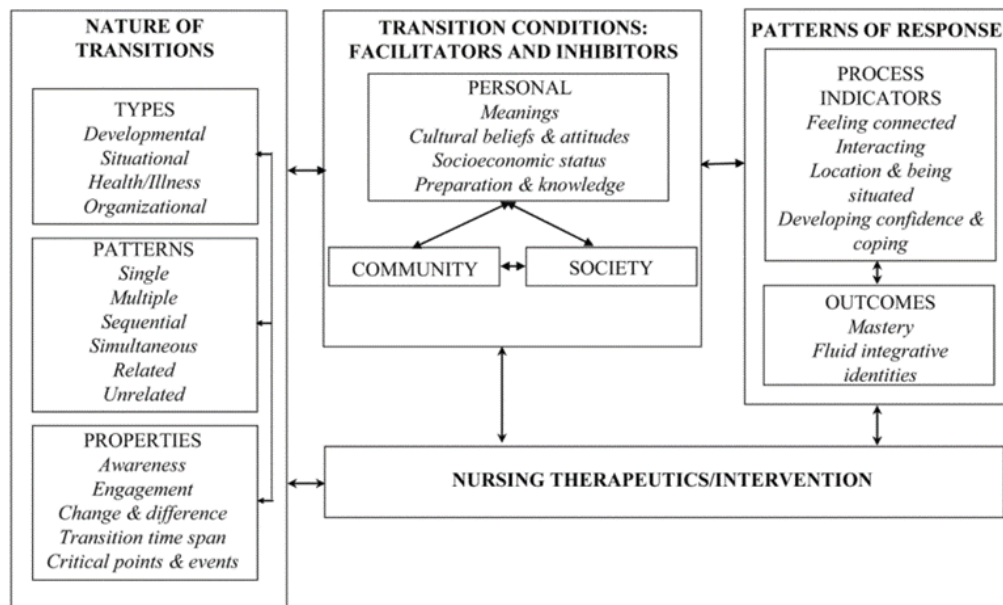 NATURE OF
TRANSITIONS
TYPES
Developmental
Situational
Health/Illness
Organizational
PATTERNS
Single
Multiple
Sequential
Simultaneous
Related
Unrelated
PROPERTIES
Awareness
Engagement
Change & difference
Transition time span
Critical points & events
TRANSITION CONDITIONS:
FACILITATORS AND INHIBITORS
PERSONAL
Meanings
Cultural beliefs & attitudes
Socioeconomic status
Preparation & knowledge
COMMUNITY
SOCIETY
PATTERNS OF RESPONSE
PROCESS
INDICATORS
Feeling connected
Interacting
Location & being
situated
Developing confidence &
coping
OUTCOMES
Mastery
Fluid integrative
identities
NURSING THERAPEUTICS/INTERVENTION